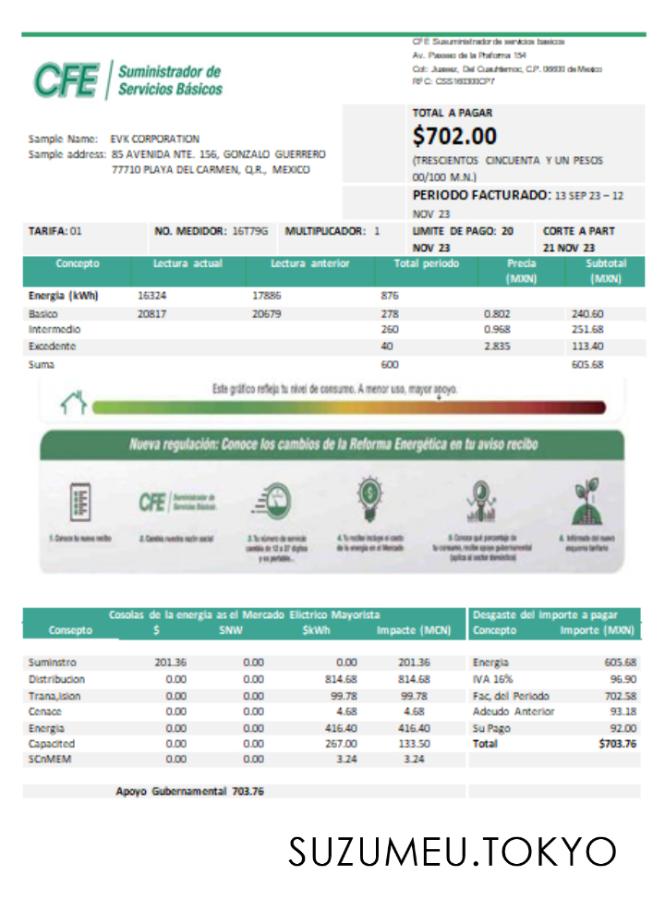 CFE Susuministrador de servicios basicos
Av. Passeo de la Praforma 154
Col: Juarez, Del Cuauhtemoc, C.P. 06600 de Mexico
RFC: CSS160300CP7
CFE Suministrador de
Servicios Básicos
TOTAL A PAGAR
$702.00
(TRESCIENTOS CINCUENTA Y UN PESOS
00/100 M.N.)
Sample Name: EVK CORPORATION
Sample address: 85 AVENIDA NTE. 156, GONZALO GUERRERO
77710 PLAYA DEL CARMEN, Q.R., MEXICO
PERIODO FACTURADO: 13 SEP 23 – 12
NOV 23
TARIFA: 01 NO. MEDIDOR: 16T79G MULTIPLICADOR: 1 LIMITE DE PAGO: 20 CORTE A PART
NOV 23 21 NOV 23
Concepto Lectura actual Lectura anterior Total periodo Precia Subtotal
(MXN) (MXN)
Energia (kWh) 16324 17886 876
Basico 20817 20679 278 0.802 240.60
Intermedio 260 0.968 251.68
Excedente 40 2.835 113.40
Suma 600 605.68
Este gráfico refleja tu nivel de consumo. A menor uso, mayor apoyo.
Nueva regulación: Conoce los cambios de la Reforma Energética en tu aviso recibo
CFE Suministrador de
Servicios Básicos
1. Conoce tu nuevo recibo 2. Cambia nuestra razón social 3. Tu número de servicio 4. Tu recibo incluye el costo 5. Conoce qué porcentaje de 6. Infórmate del nuevo
cambia de 12 a 27 dígitos de la energía en el Mercado tu consumo, recibe apoyo gubernamental esquema tarifario
y es portable... (aplica al sector doméstico)
Cosolas de la energia as el Mercado Elictrico Mayorista Desgaste del importe a pagar
Consepto $ SNW $kWh Impacte (MCN) Concepto Importe (MXN)
Suminstro 201.36 0.00 0.00 201.36 Energia 605.68
Distribucion 0.00 0.00 814.68 814.68 IVA 16% 96.90
Trana,ision 0.00 0.00 99.78 99.78 Fac, del Periodo 702.58
Cenace 0.00 0.00 4.68 4.68 Adeudo Anterior 93.18
Energia 0.00 0.00 416.40 416.40 Su Pago 92.00
Capacited 0.00 0.00 267.00 133.50 Total $703.76
SCnMEM 0.00 0.00 3.24 3.24
Apoyo Gubernamental 703.76
SUZUMEU.TOKYO